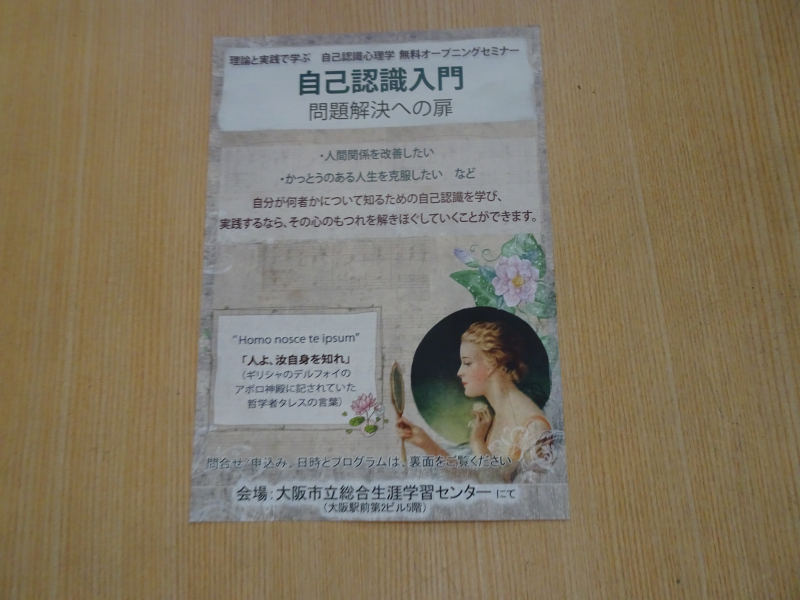 理論と実践で学ぶ 自己認識心理学 無料オープニングセミナー
自己認識入門
問題解決への扉
・人間関係を改善したい
・かっとうのある人生を克服したい など
自分が何者かについて知るための自己認識を学び、
実践するなら、その心のもつれを解きほぐしていくことができます。
"Homo nosce te ipsum"
「人よ、汝自身を知れ」
(ギリシャのデルフォイの
アポロ神殿に記されていた
哲学者タレスの言葉)
問合せ・申込み、日時とプログラムは、裏面をご覧ください
会場：大阪市立総合生涯学習センターにて
(大阪駅前第2ビル5階)